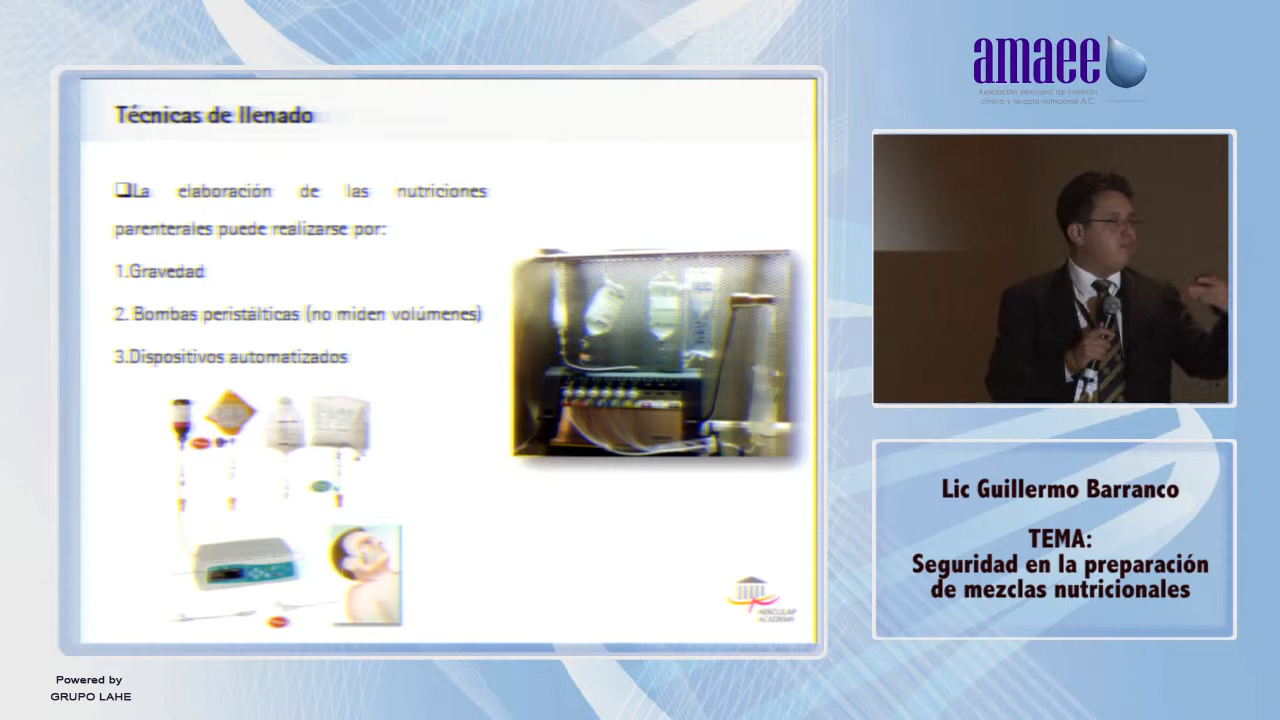 Técnicas de llenado
❑La elaboración de las nutriciones
parenterales puede realizarse por:
1.Gravedad
2. Bombas peristálticas (no miden volúmenes)
3.Dispositivos automatizados
AESCULAP
ACADEMY
amaee
Asociación mexicana de nutrición
clínica y terapia nutricional A.C.
Lic Guillermo Barranco
TEMA:
Seguridad en la preparación
de mezclas nutricionales
Powered by
GRUPO LAHE